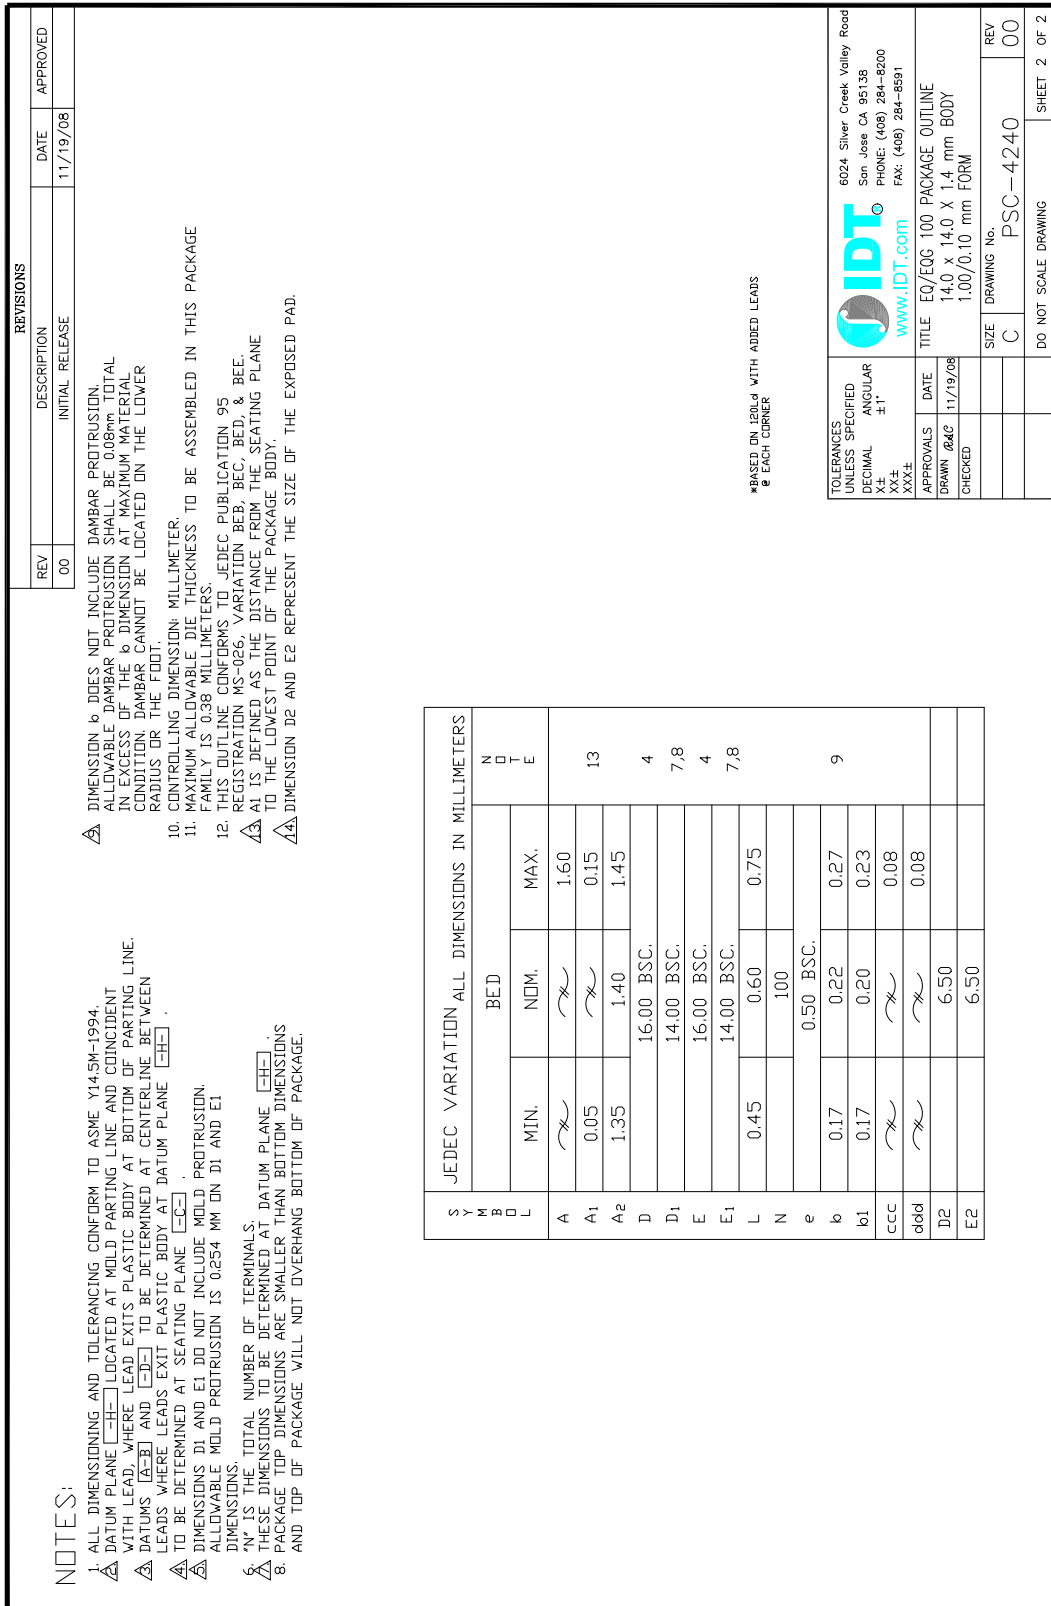 NOTES:
1. ALL DIMENSIONING AND TOLERANCING CONFORM TO ASME Y14.5M-1994.
2. DATUM PLANE -H- LOCATED AT MOLD PARTING LINE AND COINCIDENT
WITH LEAD, WHERE LEAD EXITS PLASTIC BODY AT BOTTOM OF PARTING LINE.
3. DATUMS A-B AND -D- TO BE DETERMINED AT CENTERLINE BETWEEN
LEADS WHERE LEADS EXIT PLASTIC BODY AT DATUM PLANE -H- .
4. TO BE DETERMINED AT SEATING PLANE -C- .
5. DIMENSIONS D1 AND E1 DO NOT INCLUDE MOLD PROTRUSION.
ALLOWABLE MOLD PROTRUSION IS 0.254 MM ON D1 AND E1
DIMENSIONS.
6. "N" IS THE TOTAL NUMBER OF TERMINALS.
7. THESE DIMENSIONS TO BE DETERMINED AT DATUM PLANE -H- .
8. PACKAGE TOP DIMENSIONS ARE SMALLER THAN BOTTOM DIMENSIONS
AND TOP OF PACKAGE WILL NOT OVERHANG BOTTOM OF PACKAGE.
9. DIMENSION b DOES NOT INCLUDE DAMBAR PROTRUSION.
ALLOWABLE DAMBAR PROTRUSION SHALL BE 0.08mm TOTAL
IN EXCESS OF THE b DIMENSION AT MAXIMUM MATERIAL
CONDITION. DAMBAR CANNOT BE LOCATED ON THE LOWER
RADIUS OR THE FOOT.
10. CONTROLLING DIMENSION: MILLIMETER.
11. MAXIMUM ALLOWABLE DIE THICKNESS TO BE ASSEMBLED IN THIS PACKAGE
FAMILY IS 0.38 MILLIMETERS.
12. THIS OUTLINE CONFORMS TO JEDEC PUBLICATION 95
REGISTRATION MS-026, VARIATION BEB, BEC, BED, & BEE.
13. A1 IS DEFINED AS THE DISTANCE FROM THE SEATING PLANE
TO THE LOWEST POINT OF THE PACKAGE BODY.
14. DIMENSION D2 AND E2 REPRESENT THE SIZE OF THE EXPOSED PAD.
REVISIONS
REV DESCRIPTION DATE APPROVED
00 INITIAL RELEASE 11/19/08
SYMBOL JEDEC VARIATION ALL DIMENSIONS IN MILLIMETERS
BED NOTE
MIN. NOM. MAX.
A 1.60
A1 0.05 0.15 13
A2 1.35 1.40 1.45
D 16.00 BSC. 4
D1 14.00 BSC. 7,8
E 16.00 BSC. 4
E1 14.00 BSC. 7,8
L 0.45 0.60 0.75
N 100
e 0.50 BSC.
b 0.17 0.22 0.27 9
b1 0.17 0.20 0.23
ccc 0.08
ddd 0.08
D2 6.50
E2 6.50
*BASED ON 120Ld WITH ADDED LEADS
@ EACH CORNER
TOLERANCES
UNLESS SPECIFIED
DECIMAL ANGULAR
X± ±1°
XX±
XXX±
IDT®
www.IDT.com
6024 Silver Creek Valley Road
San Jose CA 95138
PHONE: (408) 284-8200
FAX: (408) 284-8591
APPROVALS DATE
DRAWN 11/19/08
CHECKED
TITLE EQ/EQG 100 PACKAGE OUTLINE
14.0 x 14.0 X 1.4 mm BODY
1.00/0.10 mm FORM
SIZE DRAWING No. REV
C PSC-4240 00
DO NOT SCALE DRAWING SHEET 2 OF 2